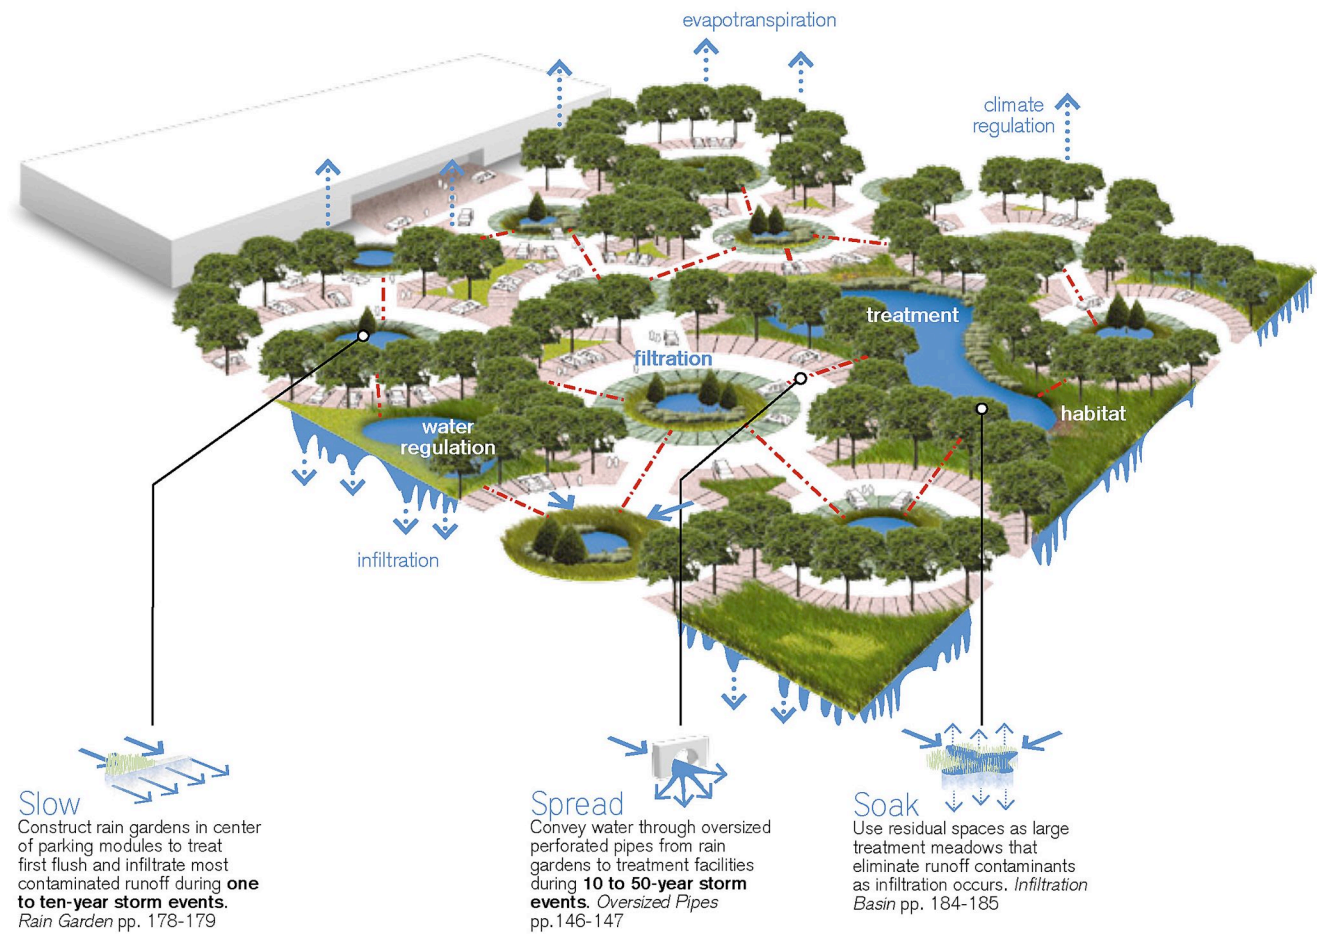 evapotranspiration
climate
regulation
treatment
filtration
habitat
water
regulation
infiltration
Slow
Construct rain gardens in center
of parking modules to treat
first flush and infiltrate most
contaminated runoff during one
to ten-year storm events.
Rain Garden pp. 178-179
Spread
Convey water through oversized
perforated pipes from rain
gardens to treatment facilities
during 10 to 50-year storm
events. Oversized Pipes
pp.146-147
Soak
Use residual spaces as large
treatment meadows that
eliminate runoff contaminants
as infiltration occurs. Infiltration
Basin pp. 184-185